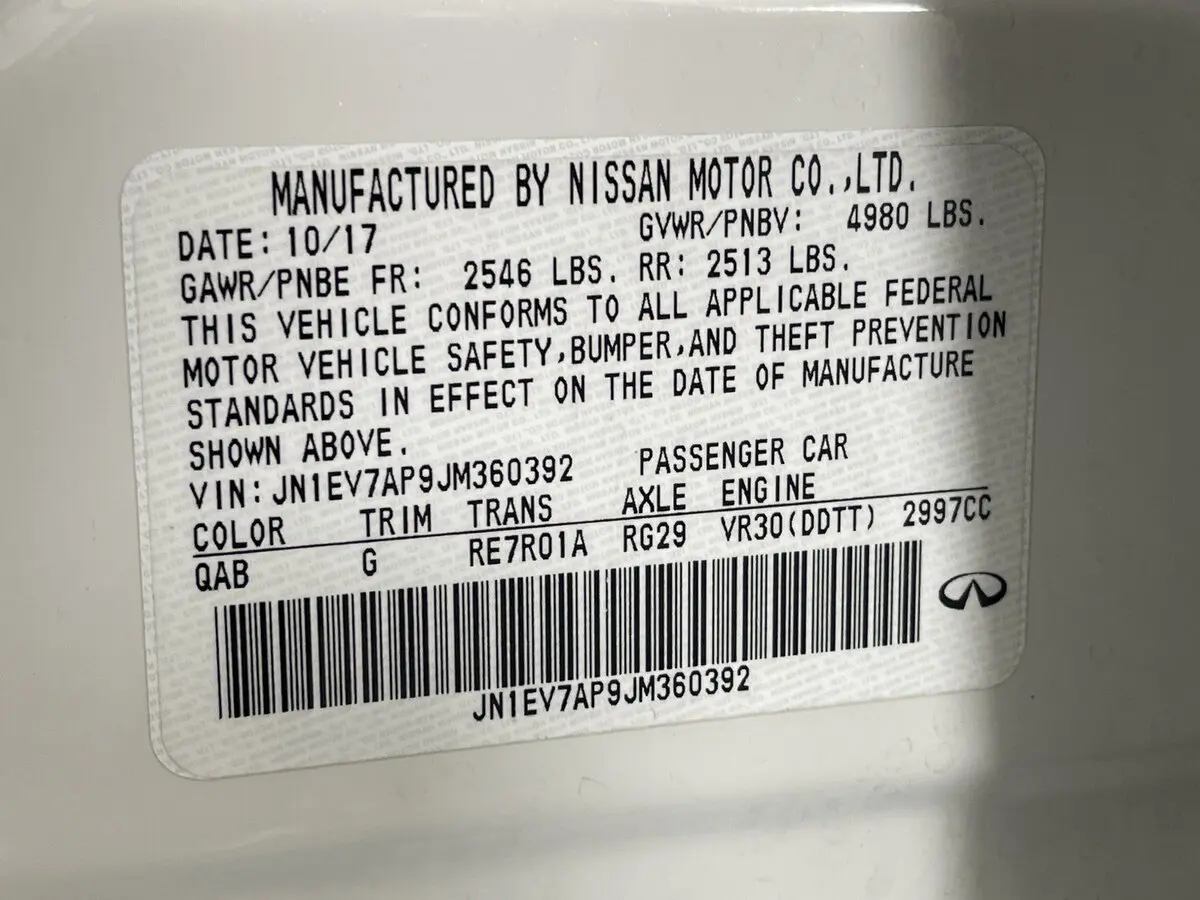 MANUFACTURED BY NISSAN MOTOR CO.,LTD.
DATE: 10/17 GVWR/PNBV: 4980 LBS.
GAWR/PNBE FR: 2546 LBS. RR: 2513 LBS.
THIS VEHICLE CONFORMS TO ALL APPLICABLE FEDERAL
MOTOR VEHICLE SAFETY,BUMPER,AND THEFT PREVENTION
STANDARDS IN EFFECT ON THE DATE OF MANUFACTURE
SHOWN ABOVE.
VIN: JN1EV7AP9JM360392 PASSENGER CAR
COLOR TRIM TRANS AXLE ENGINE
QAB G RE7R01A RG29 VR30(DDTT) 2997CC
JN1EV7AP9JM360392